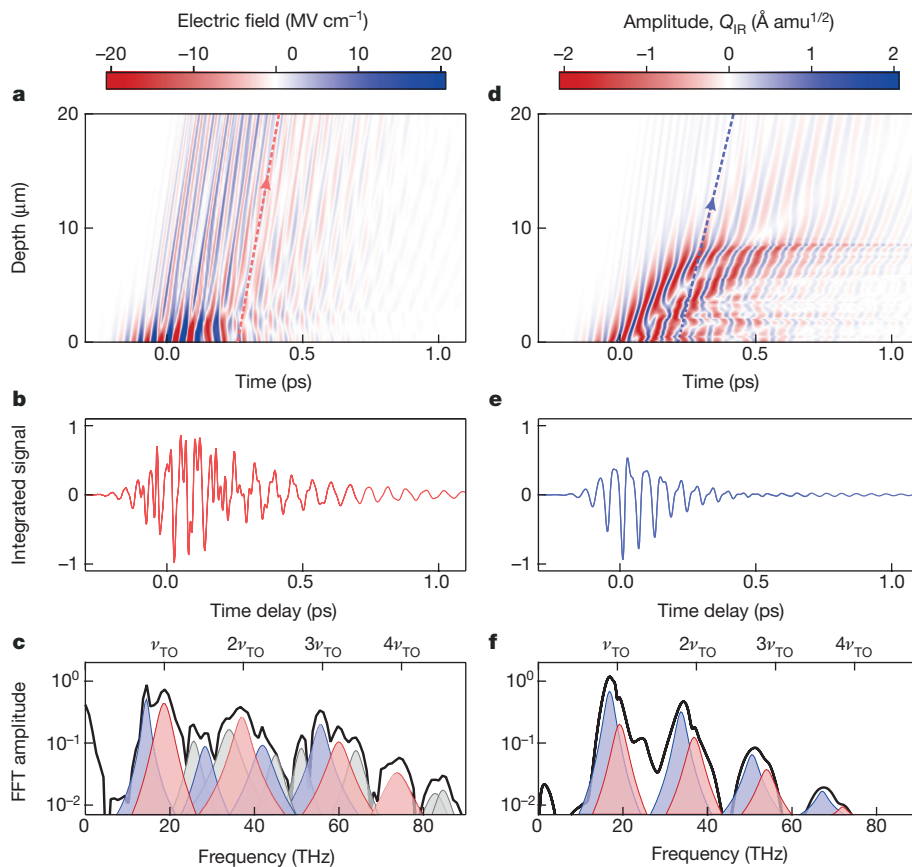 Electric field (MV cm⁻¹)
−20 −10 0 10 20
Amplitude, Q_IR (Å amu^1/2)
−2 −1 0 1 2
a
Depth (μm)
20
10
0
0.0 0.5 1.0
Time (ps)
d
20
10
0
0.0 0.5 1.0
Time (ps)
b
Integrated signal
1
0
−1
0.0 0.5 1.0
Time delay (ps)
e
1
0
−1
0.0 0.5 1.0
Time delay (ps)
c
ν_TO 2ν_TO 3ν_TO 4ν_TO
FFT amplitude
10⁰
10⁻¹
10⁻²
0 20 40 60 80
Frequency (THz)
f
ν_TO 2ν_TO 3ν_TO 4ν_TO
10⁰
10⁻¹
10⁻²
0 20 40 60 80
Frequency (THz)